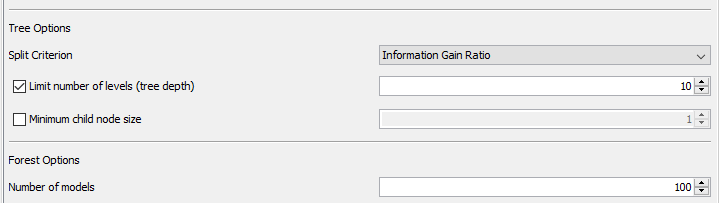 Tree Options
Split Criterion Information Gain Ratio
Limit number of levels (tree depth) 10
Minimum child node size 1
Forest Options
Number of models 100